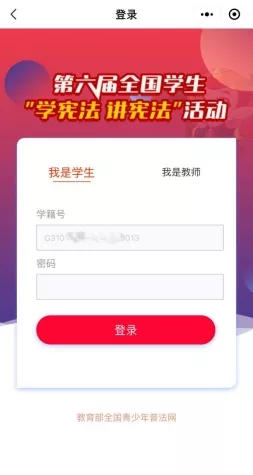 登录
第六届全国学生
"学宪法 讲宪法"活动
我是学生
我是教师
学籍号
密码
登录
教育部全国青少年普法网